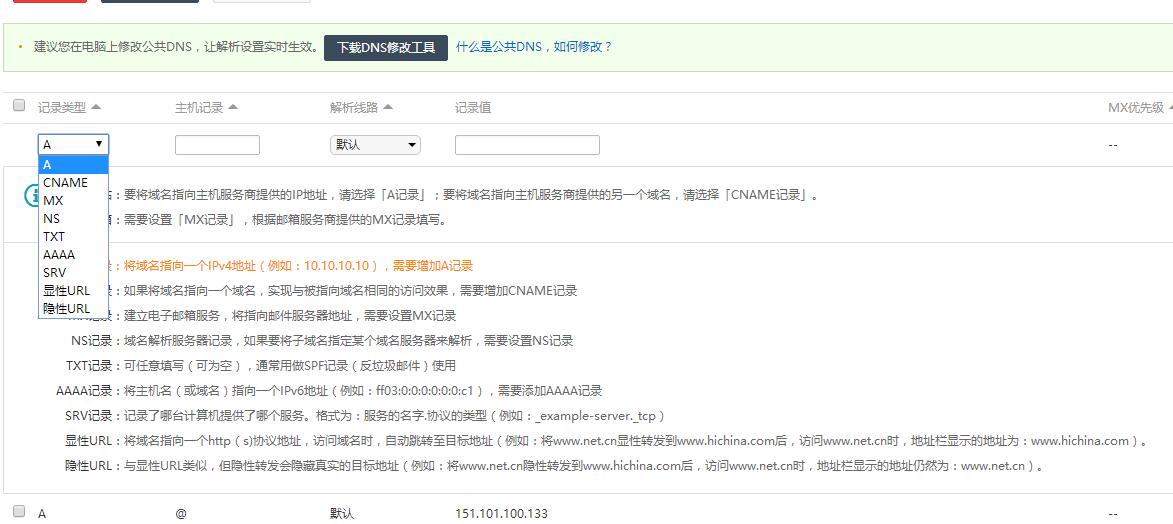 建议您在电脑上修改公共DNS，让解析设置实时生效。 下载DNS修改工具 什么是公共DNS，如何修改？
记录类型 主机记录 解析线路 记录值 MX优先级
A 默认 --
A
CNAME
MX
NS
TXT
AAAA
SRV
显性URL
隐性URL
：要将域名指向主机服务商提供的IP地址，请选择「A记录」；要将域名指向主机服务商提供的另一个域名，请选择「CNAME记录」。
：需要设置「MX记录」，根据邮箱服务商提供的MX记录填写。
：将域名指向一个IPv4地址（例如：10.10.10.10），需要增加A记录
：如果将域名指向一个域名，实现与被指向域名相同的访问效果，需要增加CNAME记录
：建立电子邮箱服务，将指向邮件服务器地址，需要设置MX记录
NS记录：域名解析服务器记录，如果要将子域名指定某个域名服务器来解析，需要设置NS记录
TXT记录：可任意填写（可为空），通常用做SPF记录（反垃圾邮件）使用
AAAA记录：将主机名（或域名）指向一个IPv6地址（例如：ff03:0:0:0:0:0:0:c1），需要添加AAAA记录
SRV记录：记录了哪台计算机提供了哪个服务。格式为：服务的名字.协议的类型（例如：_example-server._tcp）
显性URL：将域名指向一个http（s)协议地址，访问域名时，自动跳转至目标地址（例如：将www.net.cn显性转发到www.hichina.com后，访问www.net.cn时，地址栏显示的地址为：www.hichina.com）。
隐性URL：与显性URL类似，但隐性转发会隐藏真实的目标地址（例如：将www.net.cn隐性转发到www.hichina.com后，访问www.net.cn时，地址栏显示的地址仍然为：www.net.cn）。
A @ 默认 151.101.100.133 --